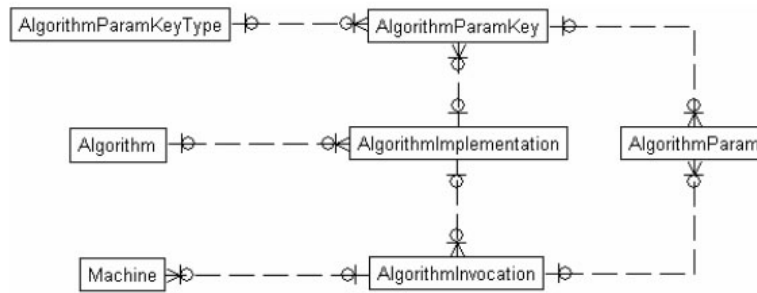 AlgorithmParamKeyType
AlgorithmParamKey
Algorithm
AlgorithmImplementation
AlgorithmParam
Machine
AlgorithmInvocation